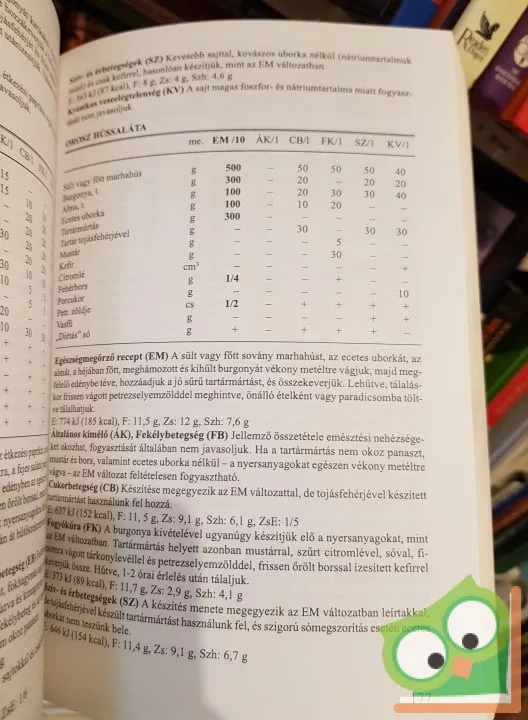 Szív- és érbetegségek (SZ) Kevesebb sajttal, kovászos uborka nélkül (nátriumtartalmuk
miatt) és csak kefirrel, hasonlóan készítjük, mint az EM változatban.
E: 363 kJ (87 kcal), F: 8 g, Zs: 4 g, Szh: 4,6 g
Krónikus veseelégtelenség (KV) A sajt magas foszfor- és nátriumtartalma miatt fogyasz-
tását nem javasoljuk.
OROSZ HÚSSALÁTA
me. EM /10 ÁK/1 CB/1 FK/1 SZ/1 KV/1
Sült vagy főtt marhahús g 500 – 50 50 50 40
Burgonya, t. g 300 – 20 – 20 20
Alma, t. g 100 – 20 30 30 40
Ecetes uborka g 100 – 10 20 – –
Tartármártás g 300 – – – – –
Tartár tojásfehérjével g – – 30 – 30 30
Mustár g – – – 5 – –
Kefir g – – – 30 – –
Citromlé cm³ – – – – – +
Fehérbors g 1/4 – – + – –
Porcukor g – – – – – 10
Petr. zöldje cs 1/2 – + + + +
Vasfű g – – – – + +
„Diétás” só g + – + + + –
Egészségmegőrző recept (EM) A sült vagy főtt sovány marhahúst, az ecetes uborkát, az
almát, a héjában főtt, meghámozott és kihűlt burgonyát vékony metéltre vágjuk, majd meg-
felelő edénybe téve, hozzáadjuk a jó sűrű tartármártást, és összekeverjük. Lehűtve, tálalás-
kor frissen vágott petrezselyemzölddel meghintve, önálló ételként vagy paradicsomba tölt-
ve tálalhatjuk.
E: 774 kJ (185 kcal), F: 11,5 g, Zs: 12 g, Szh: 7,6 g
Általános kímélő (ÁK), Fekélybetegség (FB) Jellemző összetétele emésztési nehézsége-
ket okozhat, fogyasztását általában nem javasoljuk. Ha a tartármártás nem okoz panaszt,
mustár és bors, valamint ecetes uborka nélkül – a nyersanyagokat egészen vékony metéltre
vágva – az EM változat feltételesen fogyasztható.
Cukorbetegség (CB) Készítése megegyezik az EM változattal, de tojásfehérjével készített
tartármártást használunk fel hozzá.
E: 637 kJ (152 kcal), F: 11, 5 g, Zs: 9,1 g, Szh: 6,1 g, ZsE: 1/5
Fogyókúra (FK) A burgonya kivételével ugyanúgy készítjük elő a nyersanyagokat, mint
az EM változatban. Tartármártás helyett azonban mustárral, szűrt citromlével, sóval, fi-
nomra vágott tárkonylevéllel és petrezselyemzölddel, frissen őrölt borssal ízesített kefirrel
keverjük össze. Hűtve, 1-2 órai érlelés után tálaljuk.
E: 373 kJ (89 kcal), F: 11,7 g, Zs: 2,9 g, Szh: 4,1 g
Szív- és érbetegségek (SZ) A készítés menete megegyezik az EM változatban leírtakkal,
de tojásfehérjével készült tartármártást használunk fel, és szigorú sómegszorítás esetén ecetes
uborkát nem teszünk bele.
E: 646 kJ (154 kcal), F: 11,4 g, Zs: 9,1 g, Szh: 6,7 g
177